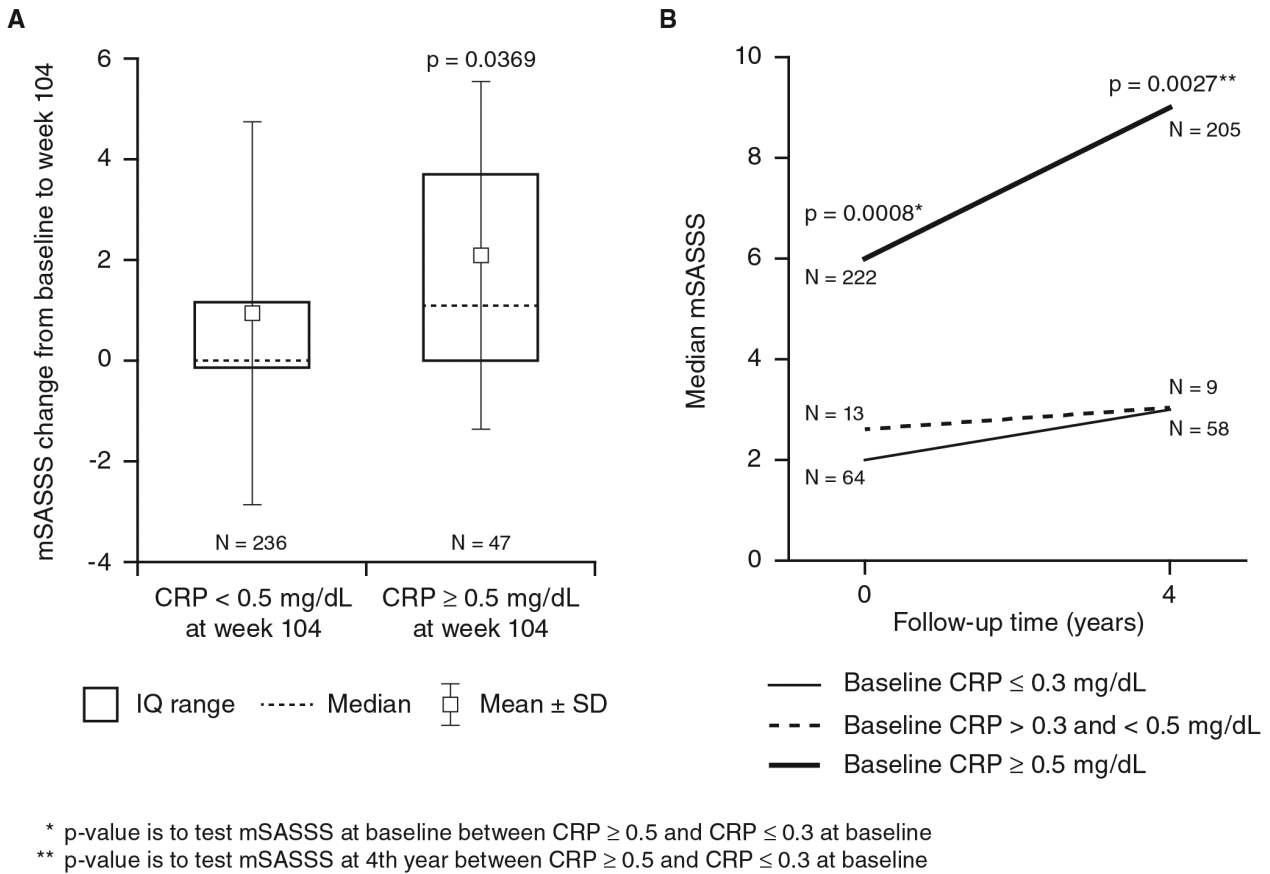 A
mSASSS change from baseline to week 104
6
4
2
0
-2
-4
p = 0.0369
N = 236
N = 47
CRP < 0.5 mg/dL
at week 104
CRP ≥ 0.5 mg/dL
at week 104
IQ range
Median
Mean ± SD
B
Median mSASSS
10
8
6
4
2
0
p = 0.0027**
N = 205
p = 0.0008*
N = 222
N = 9
N = 13
N = 58
N = 64
0
4
Follow-up time (years)
Baseline CRP ≤ 0.3 mg/dL
Baseline CRP > 0.3 and < 0.5 mg/dL
Baseline CRP ≥ 0.5 mg/dL
* p-value is to test mSASSS at baseline between CRP ≥ 0.5 and CRP ≤ 0.3 at baseline
** p-value is to test mSASSS at 4th year between CRP ≥ 0.5 and CRP ≤ 0.3 at baseline